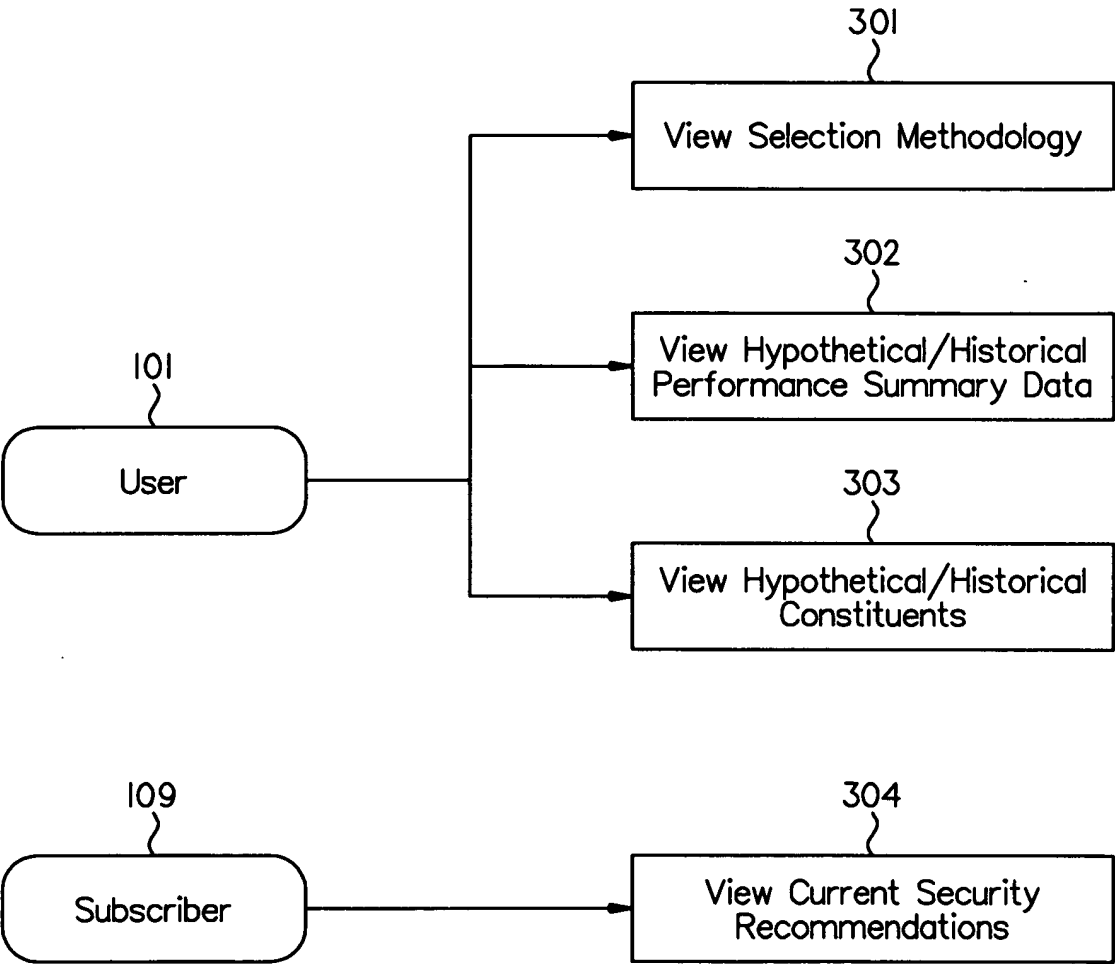 301
View Selection Methodology
302
View Hypothetical/Historical
Performance Summary Data
101
User
303
View Hypothetical/Historical
Constituents
109
Subscriber
304
View Current Security
Recommendations